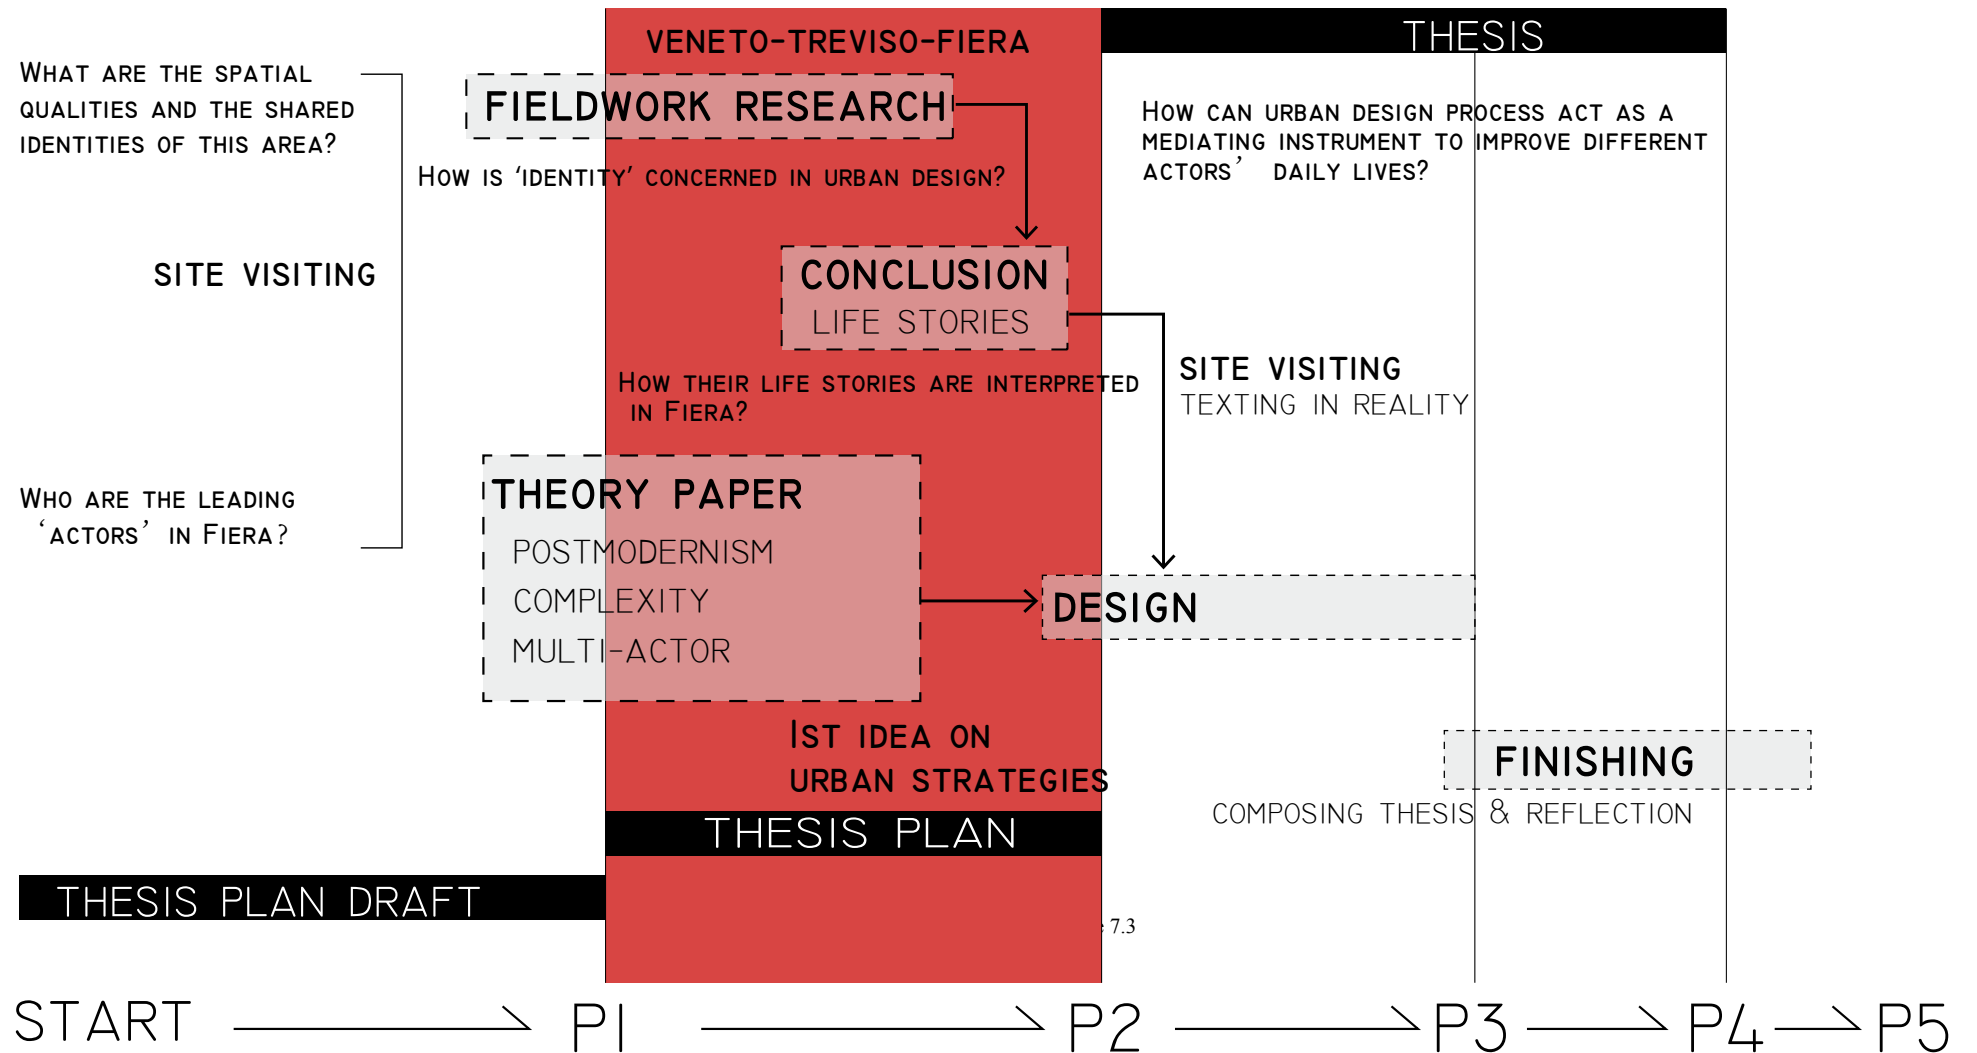 VENETO-TREVISO-FIERA
THESIS
WHAT ARE THE SPATIAL
QUALITIES AND THE SHARED
IDENTITIES OF THIS AREA?
FIELDWORK RESEARCH
HOW CAN URBAN DESIGN PROCESS ACT AS A
MEDIATING INSTRUMENT TO IMPROVE DIFFERENT
ACTORS’ DAILY LIVES?
HOW IS ‘IDENTITY’ CONCERNED IN URBAN DESIGN?
SITE VISITING
CONCLUSION
LIFE STORIES
HOW THEIR LIFE STORIES ARE INTERPRETED
IN FIERA?
SITE VISITING
TEXTING IN REALITY
WHO ARE THE LEADING
‘ACTORS’ IN FIERA?
THEORY PAPER
POSTMODERNISM
COMPLEXITY
MULTI-ACTOR
DESIGN
1ST IDEA ON
URBAN STRATEGIES
FINISHING
COMPOSING THESIS & REFLECTION
THESIS PLAN
THESIS PLAN DRAFT
7.3
START
P1
P2
P3
P4
P5